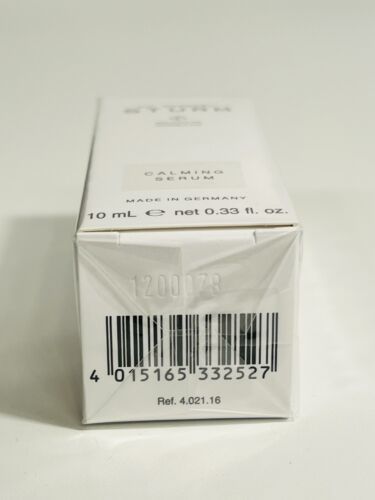 STURM
CALMING
SERUM
MADE IN GERMANY
10 mL ℮ net 0.33 fl. oz.
4 015165 332527
Ref. 4.021.16